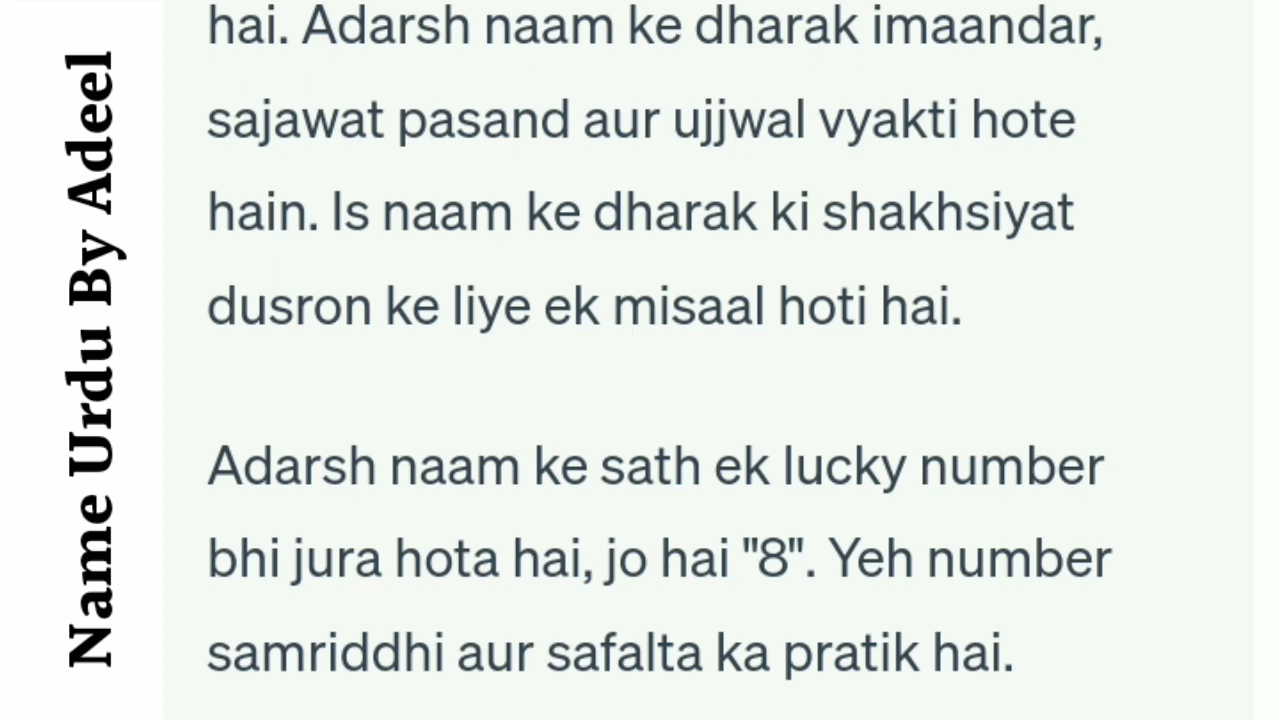 Name Urdu By Adeel
hai. Adarsh naam ke dharak imaandar,
sajawat pasand aur ujjwal vyakti hote
hain. Is naam ke dharak ki shakhsiyat
dusron ke liye ek misaal hoti hai.
Adarsh naam ke sath ek lucky number
bhi jura hota hai, jo hai "8". Yeh number
samriddhi aur safalta ka pratik hai.